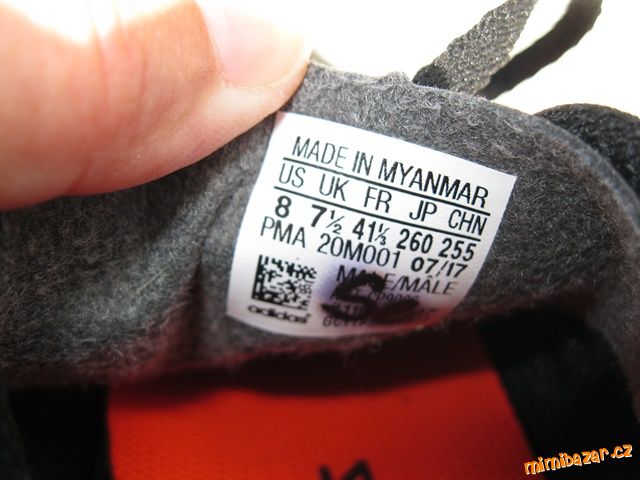 MADE IN MYANMAR
US UK FR JP CHN
8 7½ 41⅓ 260 255
PMA 20M001 07/17
MALE/MÂLE
adidas
mimibazar.cz